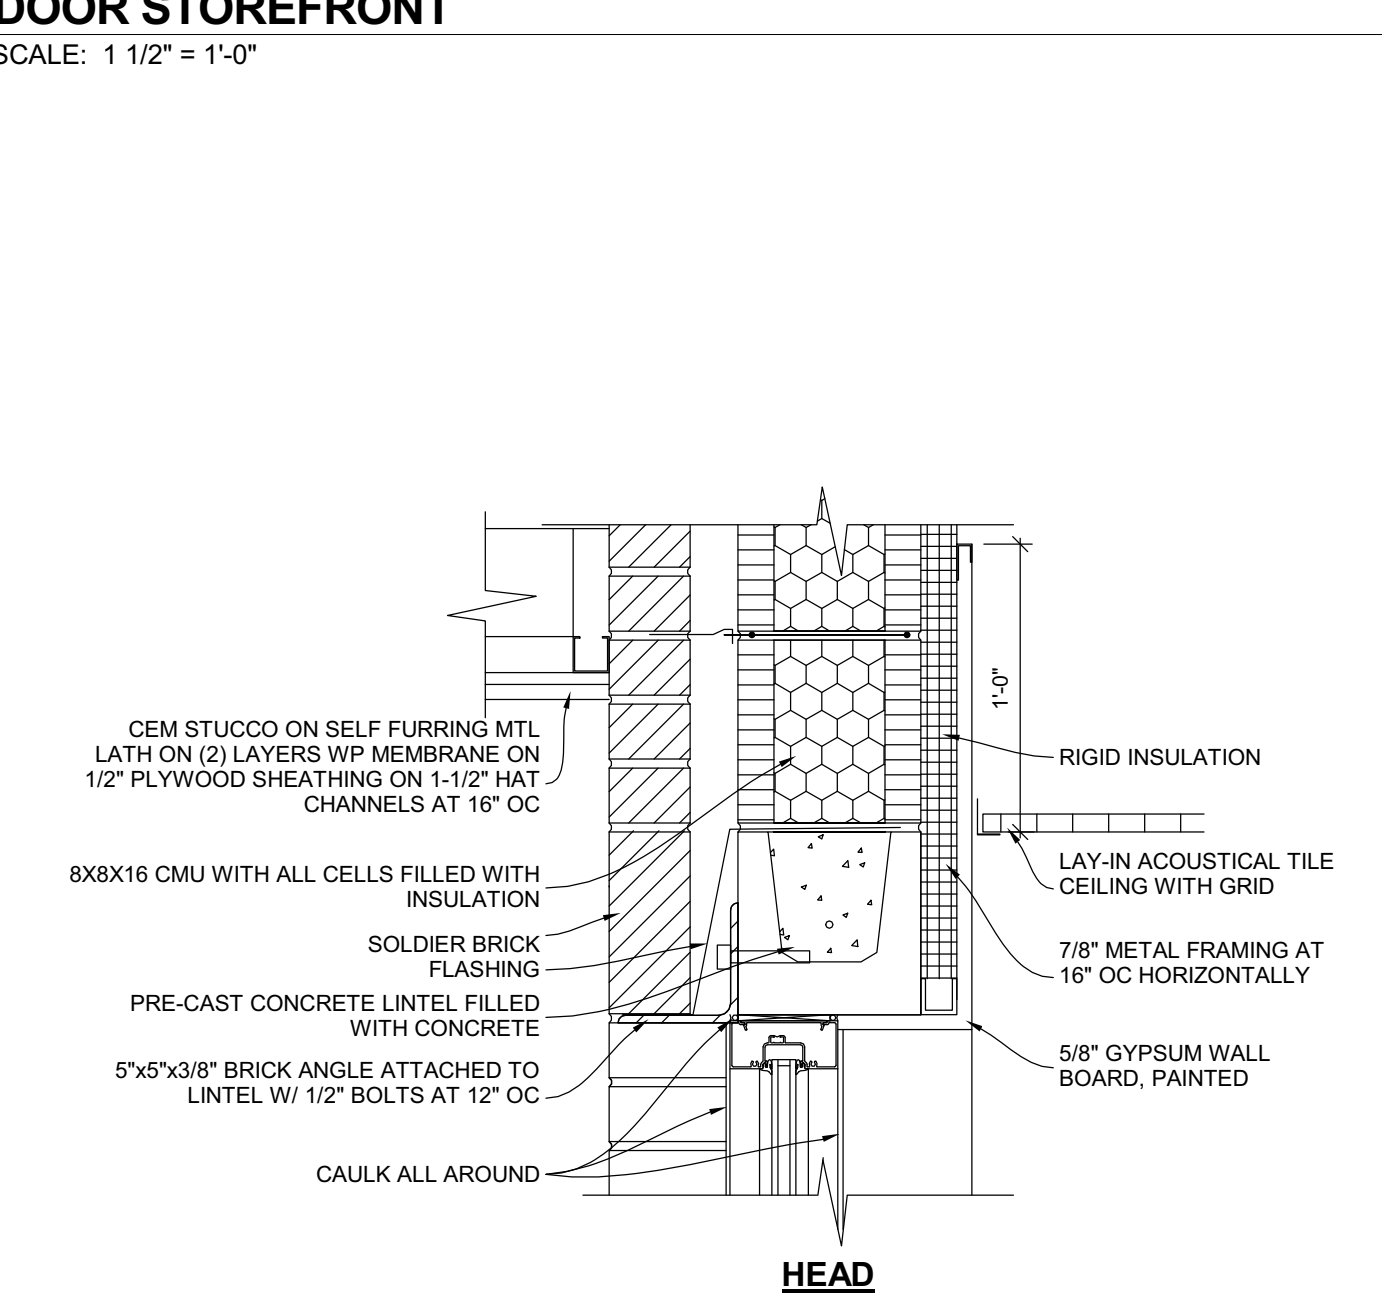 DOOR STOREFRONT
SCALE: 1 1/2" = 1'-0"
CEM STUCCO ON SELF FURRING MTL
LATH ON (2) LAYERS WP MEMBRANE ON
1/2" PLYWOOD SHEATHING ON 1-1/2" HAT
CHANNELS AT 16" OC
8X8X16 CMU WITH ALL CELLS FILLED WITH
INSULATION
SOLDIER BRICK
FLASHING
PRE-CAST CONCRETE LINTEL FILLED
WITH CONCRETE
5"x5"x3/8" BRICK ANGLE ATTACHED TO
LINTEL W/ 1/2" BOLTS AT 12" OC
CAULK ALL AROUND
1'-0"
RIGID INSULATION
LAY-IN ACOUSTICAL TILE
CEILING WITH GRID
7/8" METAL FRAMING AT
16" OC HORIZONTALLY
5/8" GYPSUM WALL
BOARD, PAINTED
HEAD